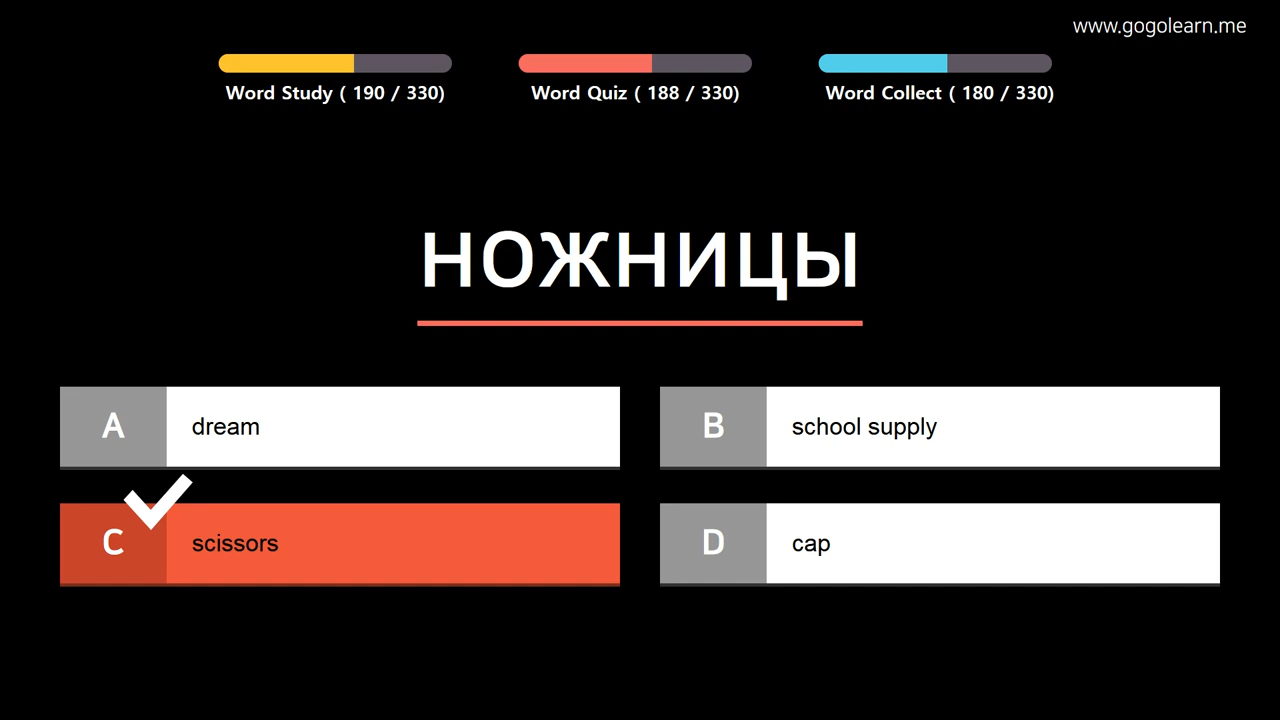 www.gogolearn.me
Word Study ( 190 / 330)
Word Quiz ( 188 / 330)
Word Collect ( 180 / 330)
НОЖНИЦЫ
A dream
B school supply
C scissors
D cap